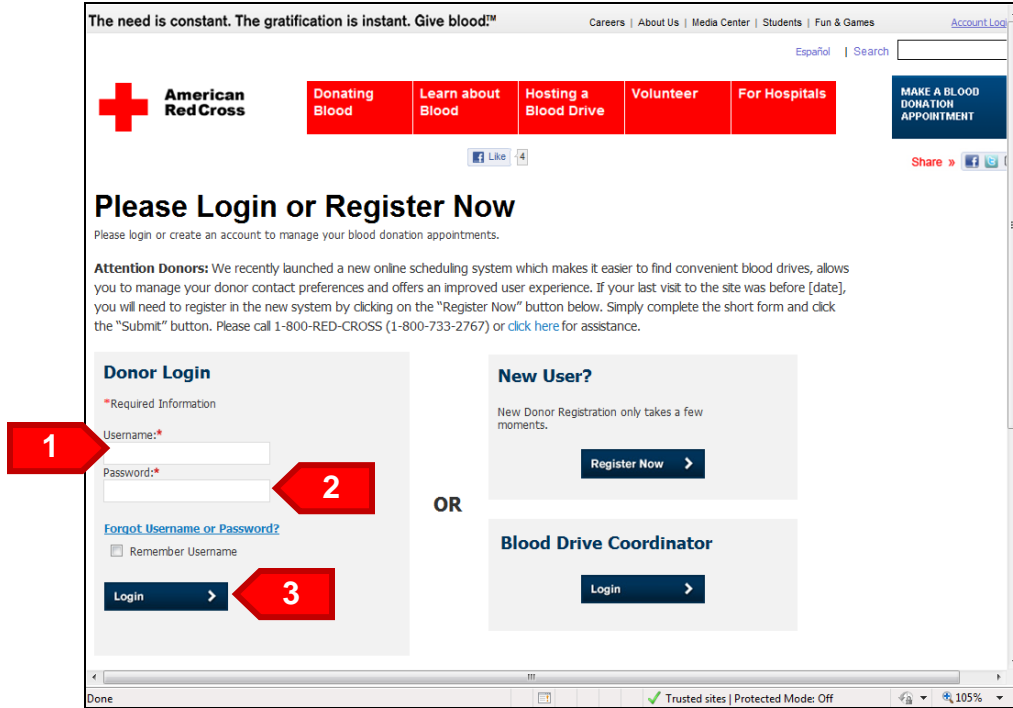 The need is constant. The gratification is instant. Give blood.™ Careers | About Us | Media Center | Students | Fun & Games Account Login
Español | Search
American
Red Cross
Donating
Blood
Learn about
Blood
Hosting a
Blood Drive
Volunteer
For Hospitals
MAKE A BLOOD
DONATION
APPOINTMENT
Like 4
Share »
Please Login or Register Now
Please login or create an account to manage your blood donation appointments.
Attention Donors: We recently launched a new online scheduling system which makes it easier to find convenient blood drives, allows
you to manage your donor contact preferences and offers an improved user experience. If your last visit to the site was before [date],
you will need to register in the new system by clicking on the “Register Now” button below. Simply complete the short form and click
the “Submit” button. Please call 1-800-RED-CROSS (1-800-733-2767) or click here for assistance.
Donor Login
*Required Information
1
Username:*
Password:*
2
Forgot Username or Password?
Remember Username
Login
3
OR
New User?
New Donor Registration only takes a few
moments.
Register Now
Blood Drive Coordinator
Login
Done
Trusted sites | Protected Mode: Off
105%